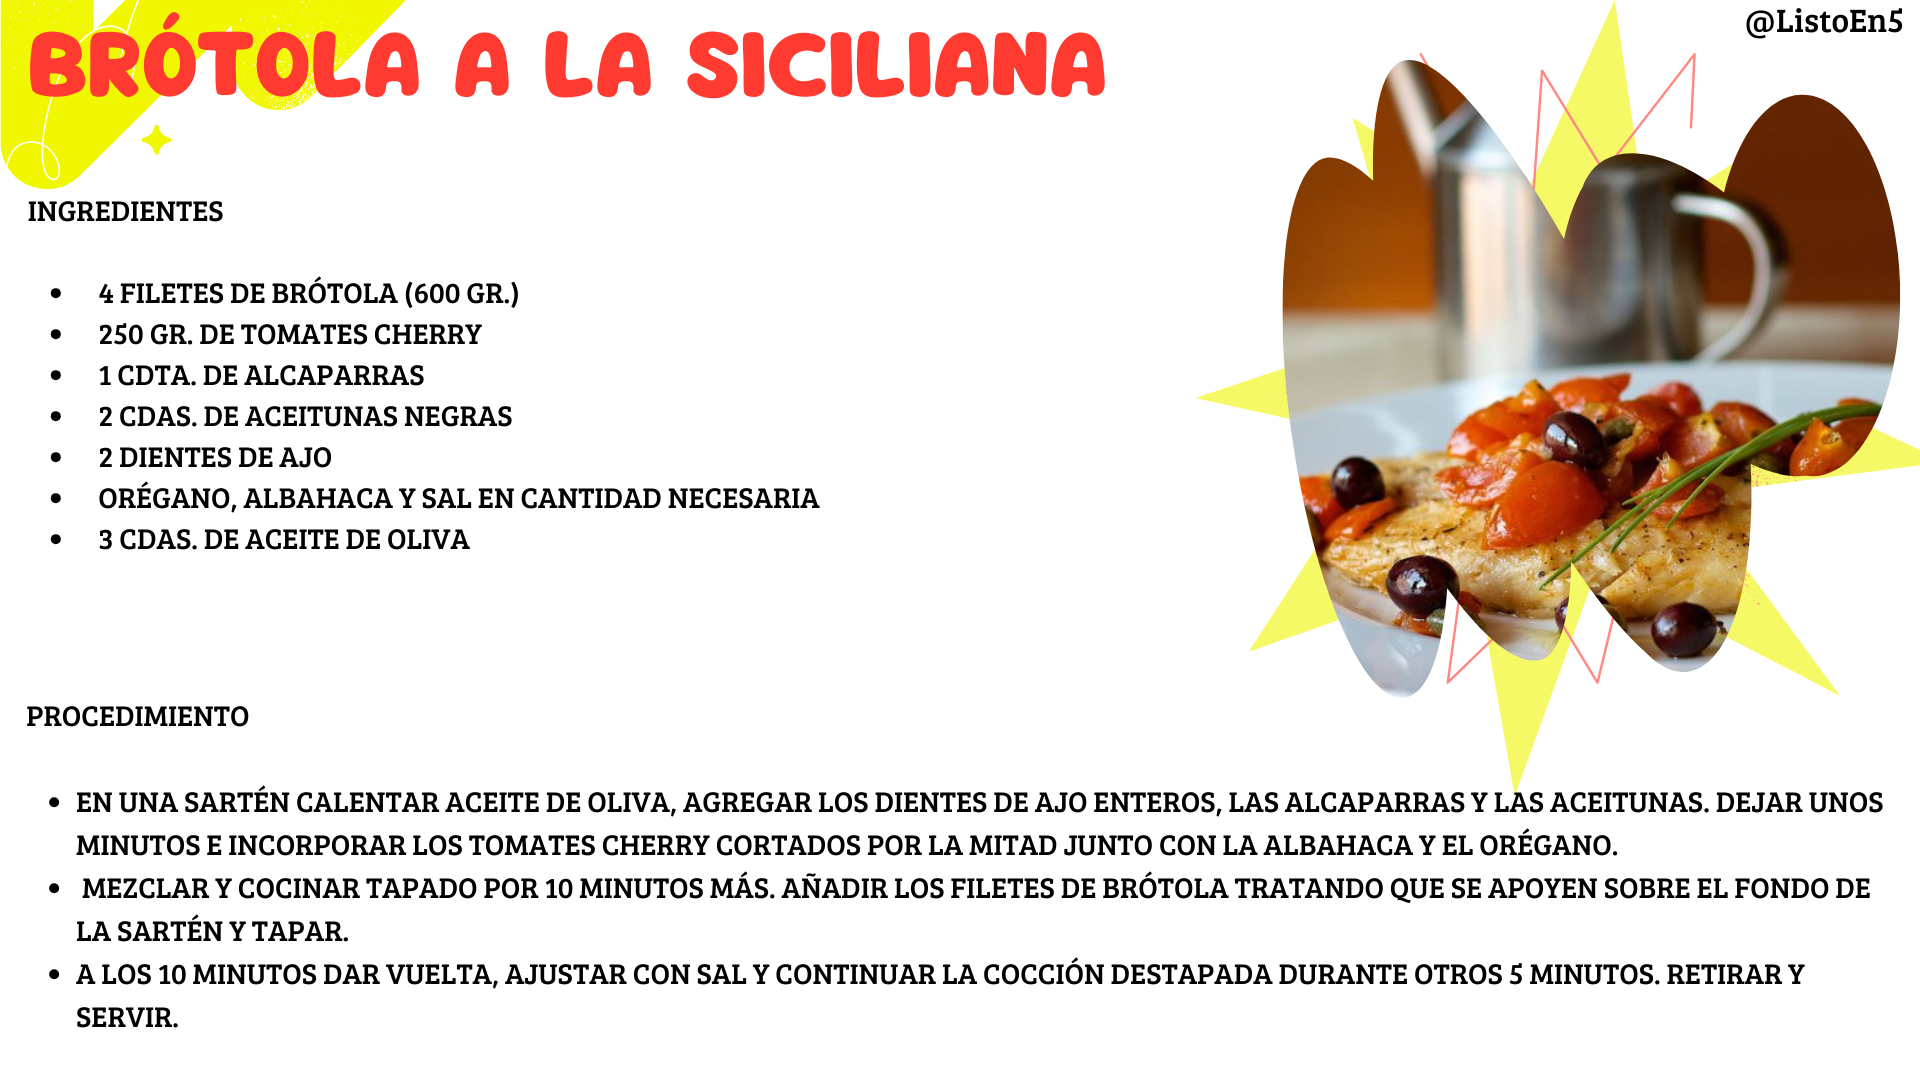 BRÓTOLA A LA SICILIANA
@ListoEn5
INGREDIENTES
• 4 FILETES DE BRÓTOLA (600 GR.)
• 250 GR. DE TOMATES CHERRY
• 1 CDTA. DE ALCAPARRAS
• 2 CDAS. DE ACEITUNAS NEGRAS
• 2 DIENTES DE AJO
• ORÉGANO, ALBAHACA Y SAL EN CANTIDAD NECESARIA
• 3 CDAS. DE ACEITE DE OLIVA
PROCEDIMIENTO
• EN UNA SARTÉN CALENTAR ACEITE DE OLIVA, AGREGAR LOS DIENTES DE AJO ENTEROS, LAS ALCAPARRAS Y LAS ACEITUNAS. DEJAR UNOS
MINUTOS E INCORPORAR LOS TOMATES CHERRY CORTADOS POR LA MITAD JUNTO CON LA ALBAHACA Y EL ORÉGANO.
• MEZCLAR Y COCINAR TAPADO POR 10 MINUTOS MÁS. AÑADIR LOS FILETES DE BRÓTOLA TRATANDO QUE SE APOYEN SOBRE EL FONDO DE
LA SARTÉN Y TAPAR.
• A LOS 10 MINUTOS DAR VUELTA, AJUSTAR CON SAL Y CONTINUAR LA COCCIÓN DESTAPADA DURANTE OTROS 5 MINUTOS. RETIRAR Y
SERVIR.